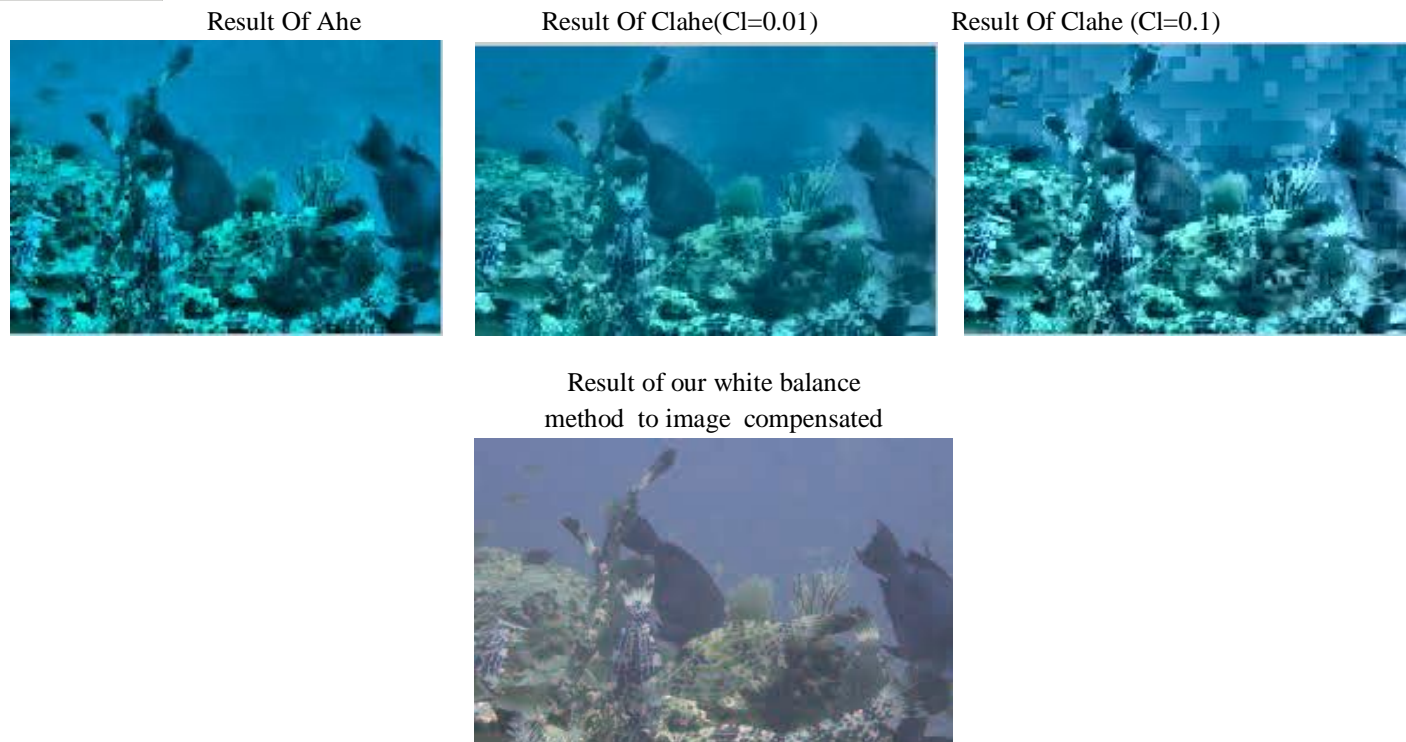 Result Of Ahe
Result Of Clahe(Cl=0.01)
Result Of Clahe (Cl=0.1)
Result of our white balance
method to image compensated